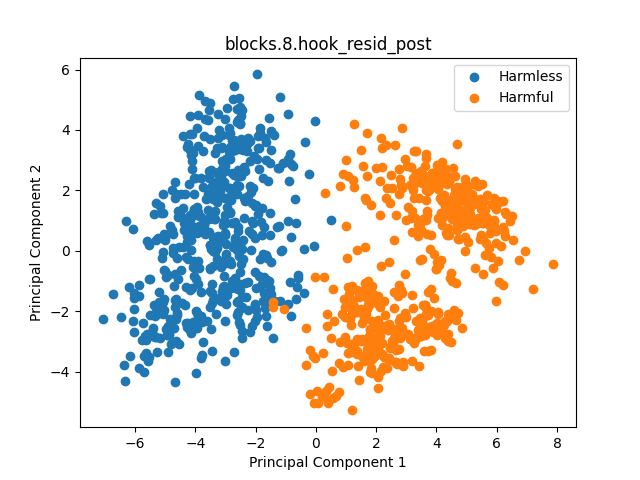 blocks.8.hook_resid_post
Harmless
Harmful
6
4
2
0
−2
−4
Principal Component 2
−6
−4
−2
0
2
4
6
8
Principal Component 1